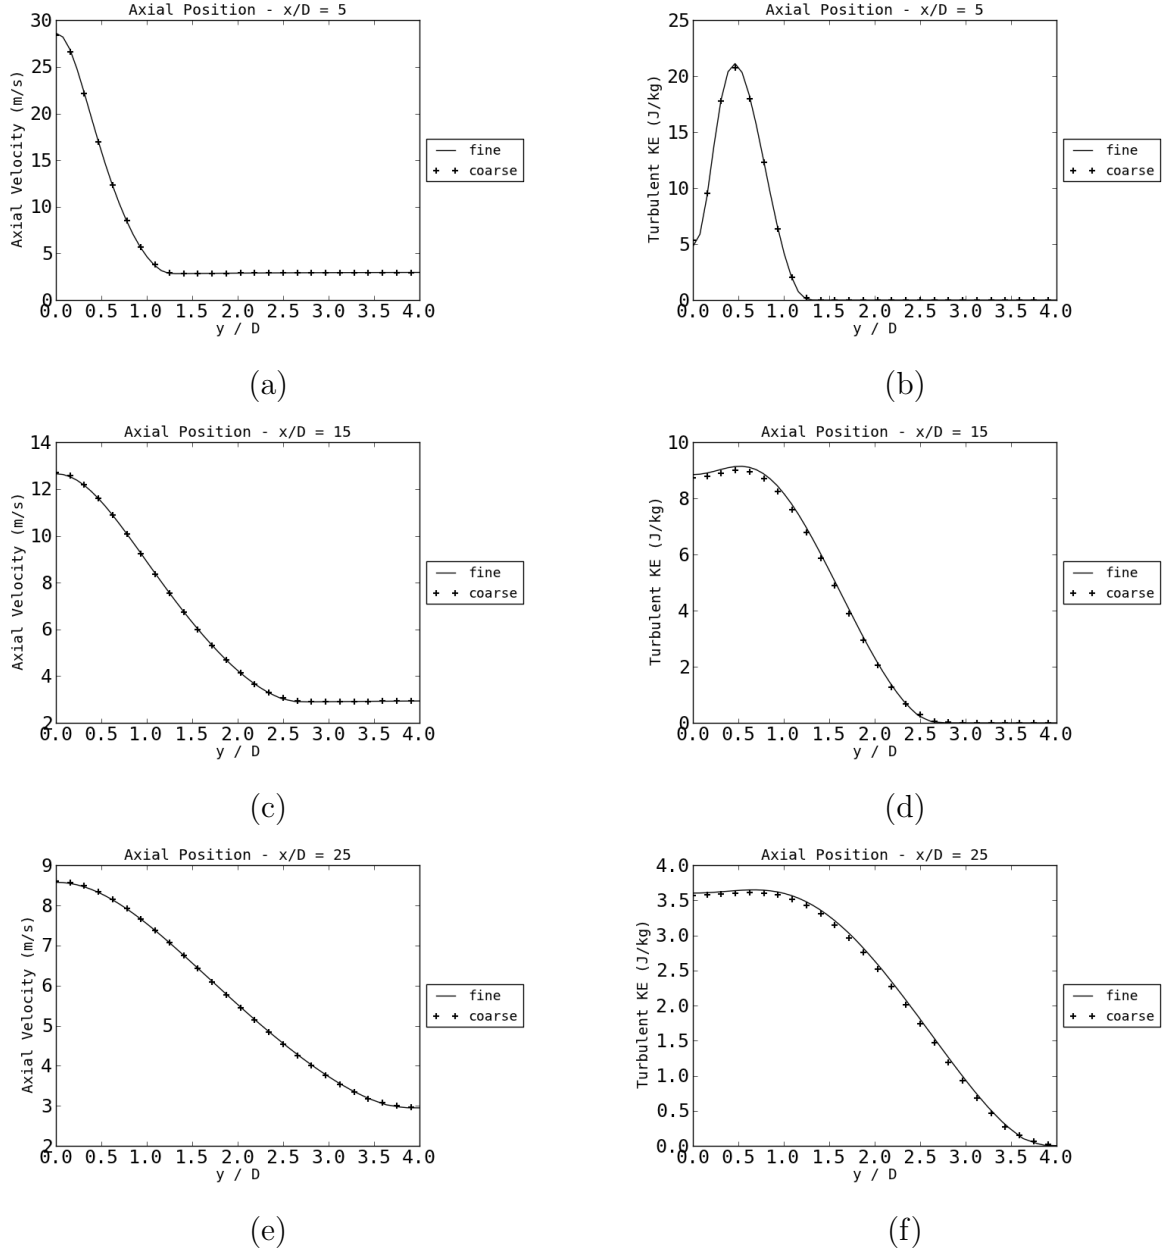 Axial Position - x/D = 5
Axial Velocity (m/s)
30
25
20
15
10
5
0
0.0 0.5 1.0 1.5 2.0 2.5 3.0 3.5 4.0
y / D
fine
coarse
(a)
Axial Position - x/D = 5
Turbulent KE (J/kg)
25
20
15
10
5
0
0.0 0.5 1.0 1.5 2.0 2.5 3.0 3.5 4.0
y / D
fine
coarse
(b)
Axial Position - x/D = 15
Axial Velocity (m/s)
14
12
10
8
6
4
2
0.0 0.5 1.0 1.5 2.0 2.5 3.0 3.5 4.0
y / D
fine
coarse
(c)
Axial Position - x/D = 15
Turbulent KE (J/kg)
10
8
6
4
2
0
0.0 0.5 1.0 1.5 2.0 2.5 3.0 3.5 4.0
y / D
fine
coarse
(d)
Axial Position - x/D = 25
Axial Velocity (m/s)
9
8
7
6
5
4
3
2
0.0 0.5 1.0 1.5 2.0 2.5 3.0 3.5 4.0
y / D
fine
coarse
(e)
Axial Position - x/D = 25
Turbulent KE (J/kg)
4.0
3.5
3.0
2.5
2.0
1.5
1.0
0.5
0.0
0.0 0.5 1.0 1.5 2.0 2.5 3.0 3.5 4.0
y / D
fine
coarse
(f)